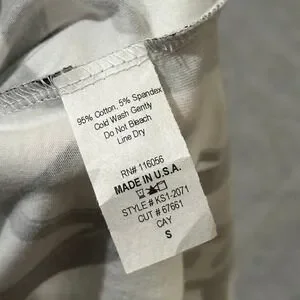 95% Cotton, 5% Spandex
Cold Wash Gently
Do Not Bleach
Line Dry
RN# 116056
MADE IN U.S.A.
STYLE # KS1-2071
CUT # 67661
CAY
S